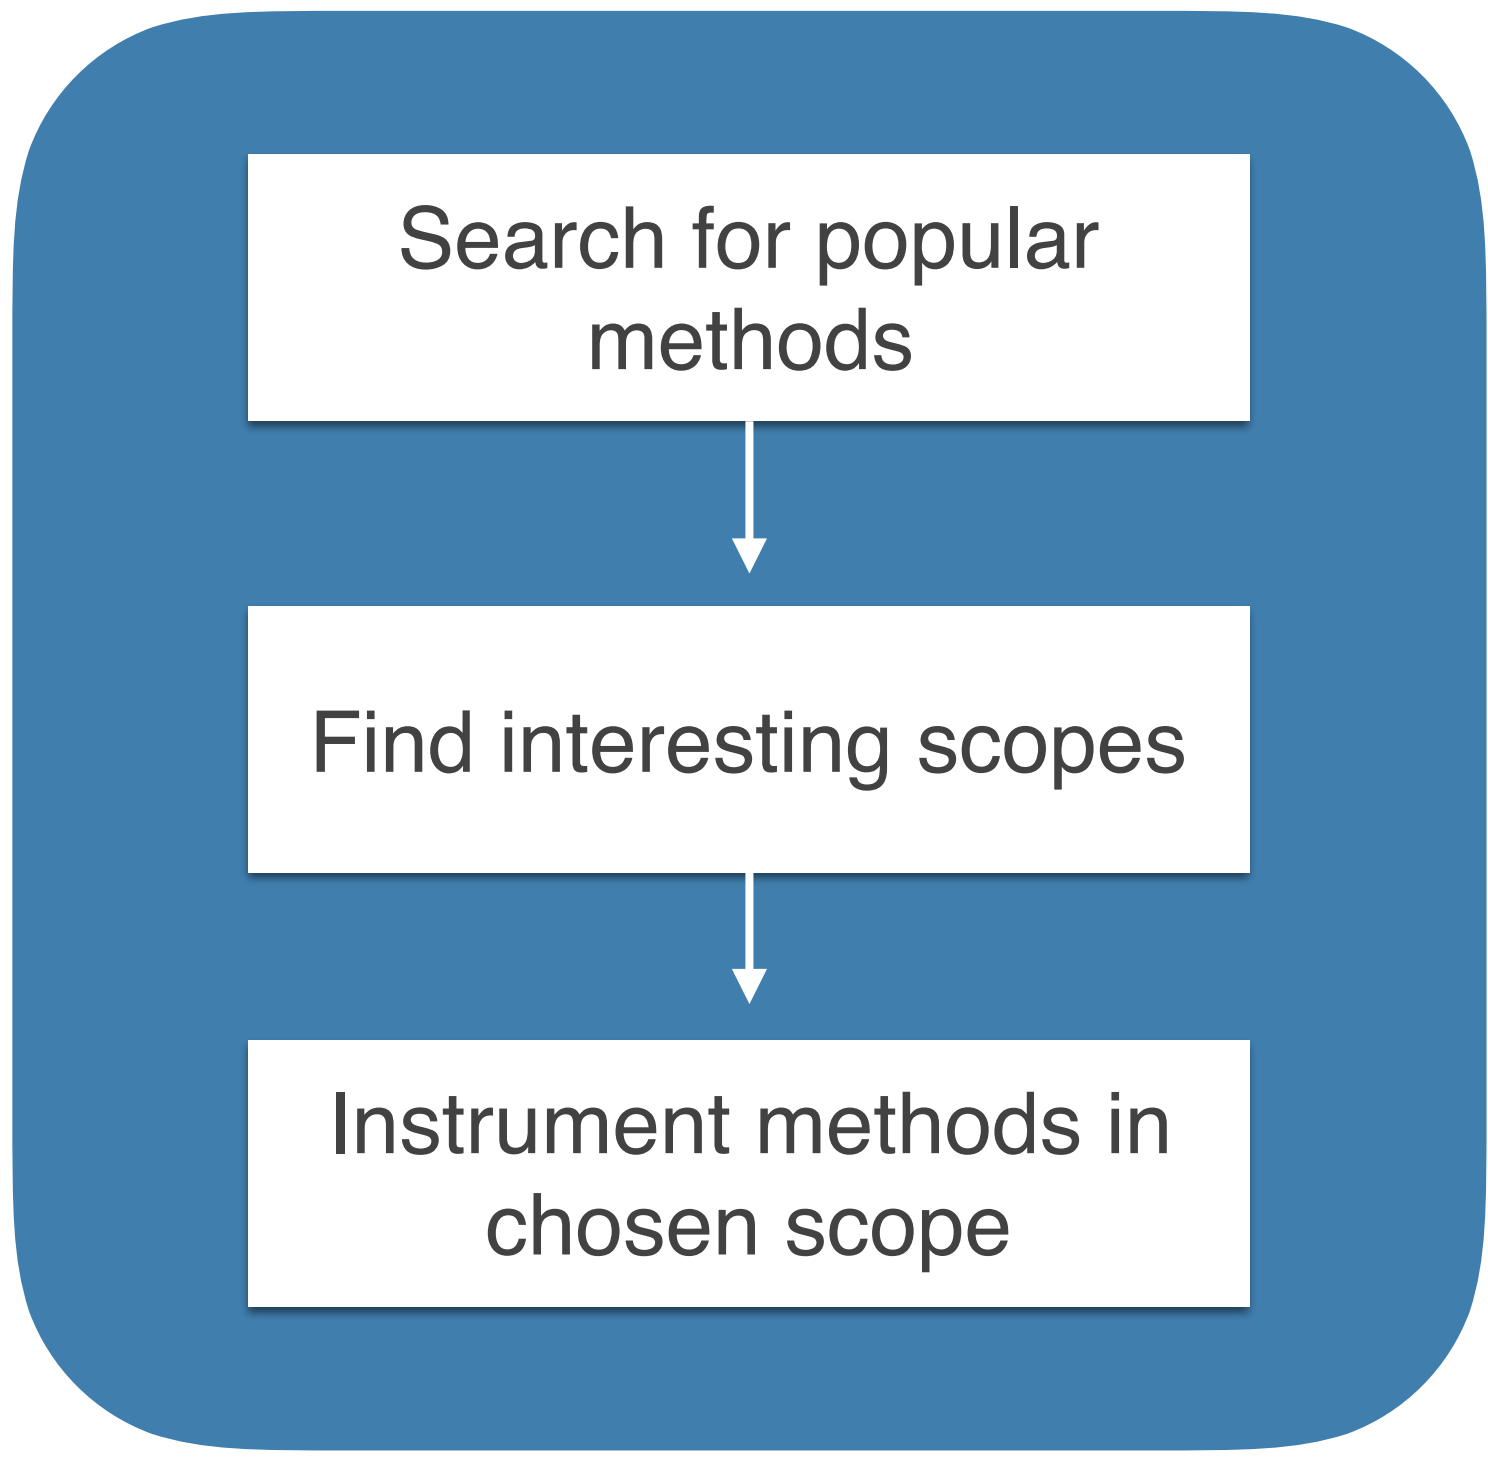 Search for popular
methods
Find interesting scopes
Instrument methods in
chosen scope